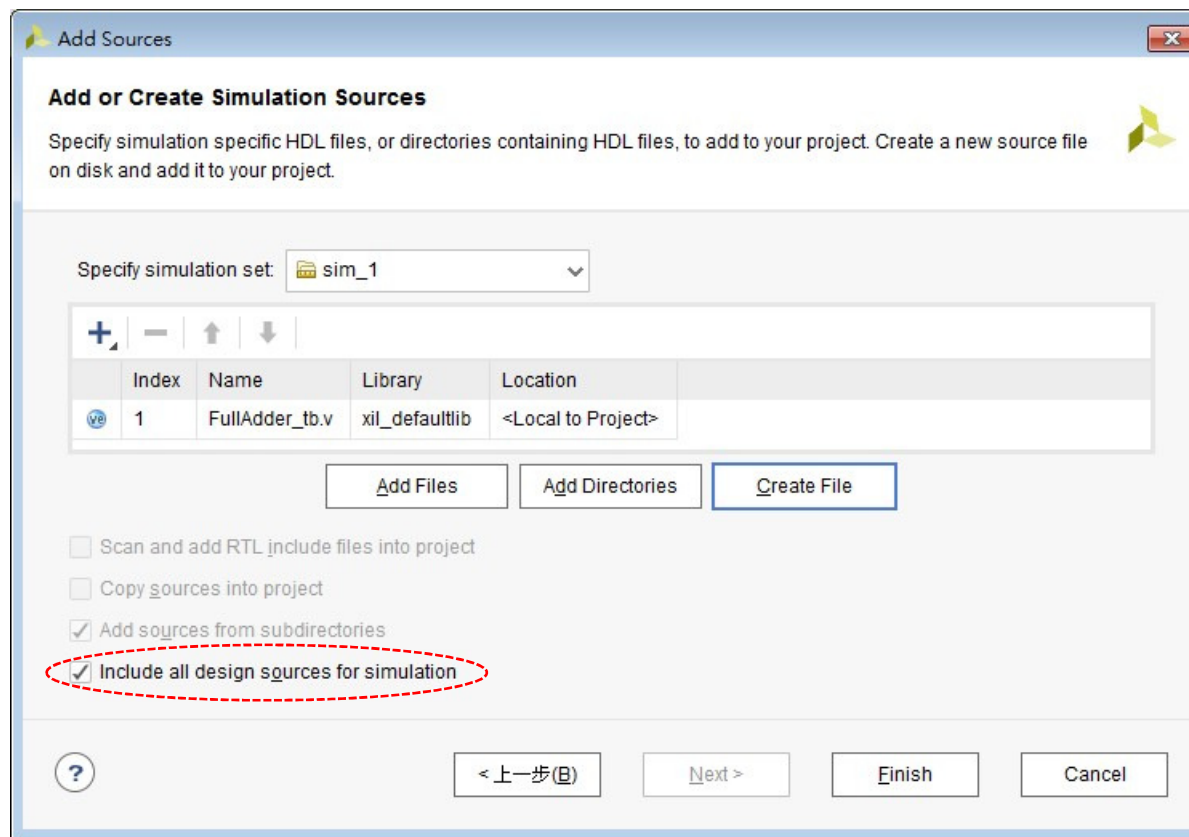 Add Sources
Add or Create Simulation Sources
Specify simulation specific HDL files, or directories containing HDL files, to add to your project. Create a new source file
on disk and add it to your project.
Specify simulation set: sim_1
Index Name Library Location
ve 1 FullAdder_tb.v xil_defaultlib <Local to Project>
Add Files Add Directories Create File
Scan and add RTL include files into project
Copy sources into project
Add sources from subdirectories
Include all design sources for simulation
? <上一步(B) Next > Finish Cancel